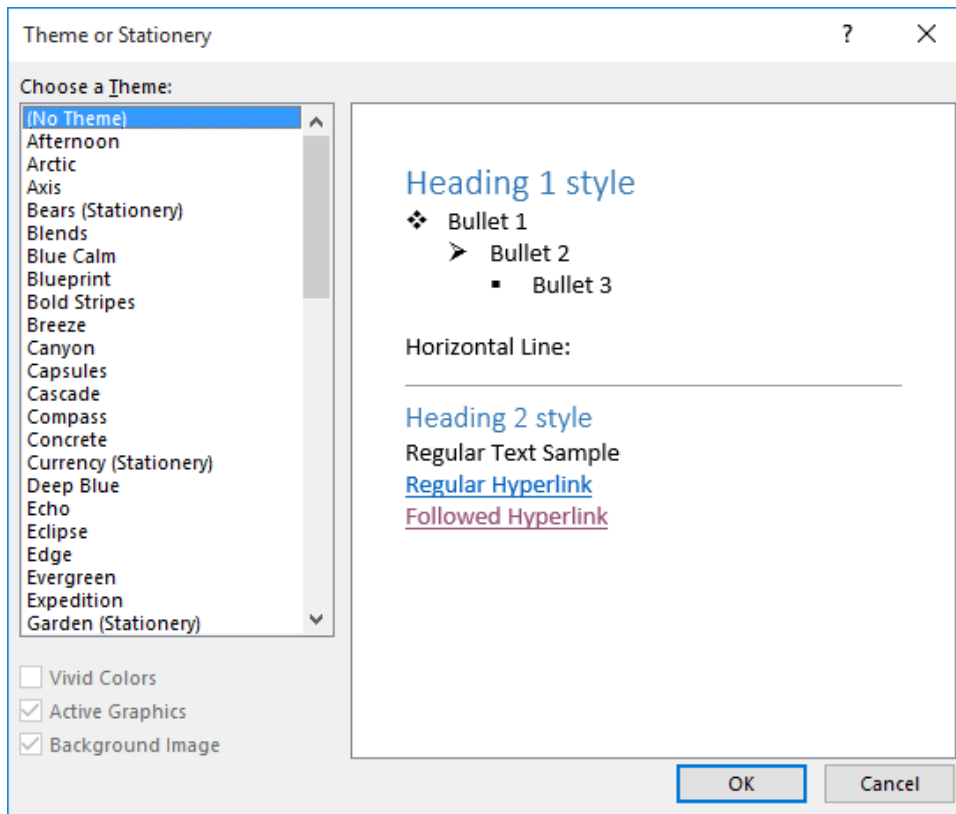 Theme or Stationery
?
Choose a Theme:
(No Theme)
Afternoon
Arctic
Axis
Bears (Stationery)
Blends
Blue Calm
Blueprint
Bold Stripes
Breeze
Canyon
Capsules
Cascade
Compass
Concrete
Currency (Stationery)
Deep Blue
Echo
Eclipse
Edge
Evergreen
Expedition
Garden (Stationery)
Vivid Colors
Active Graphics
Background Image
Heading 1 style
Bullet 1
Bullet 2
Bullet 3
Horizontal Line:
Heading 2 style
Regular Text Sample
Regular Hyperlink
Followed Hyperlink
OK
Cancel